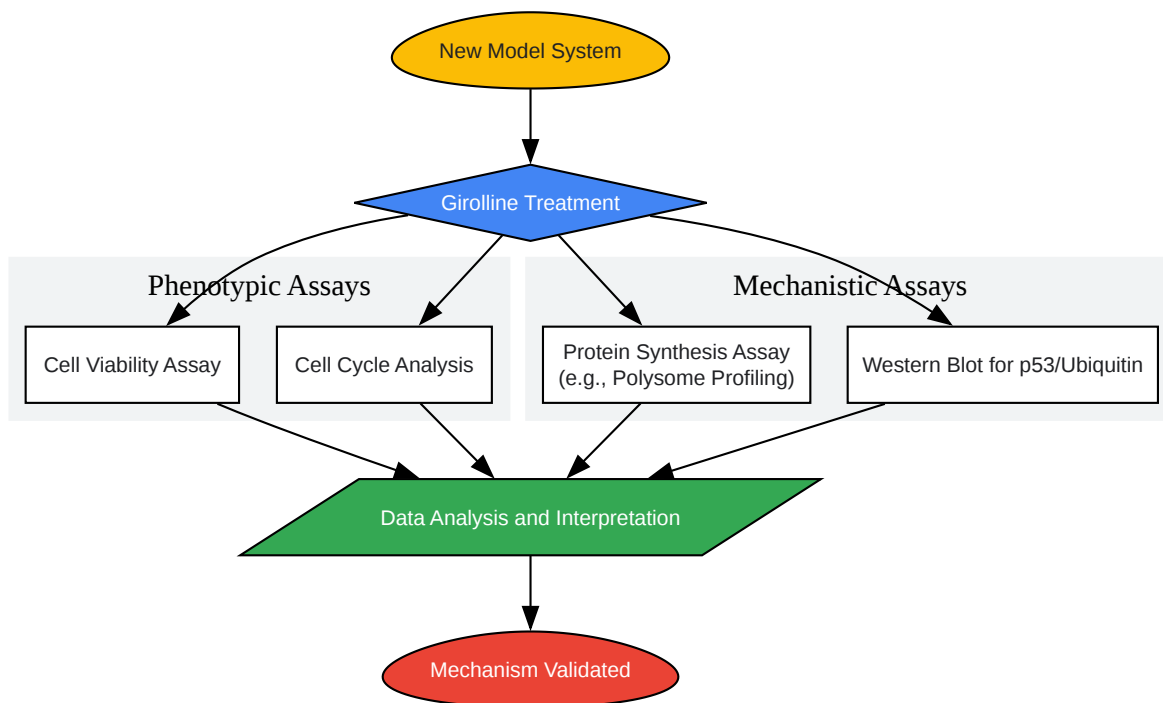 New Model System
Girolline Treatment
Phenotypic Assays
Mechanistic Assays
Cell Viability Assay
Cell Cycle Analysis
Protein Synthesis Assay
(e.g., Polysome Profiling)
Western Blot for p53/Ubiquitin
Data Analysis and Interpretation
Mechanism Validated